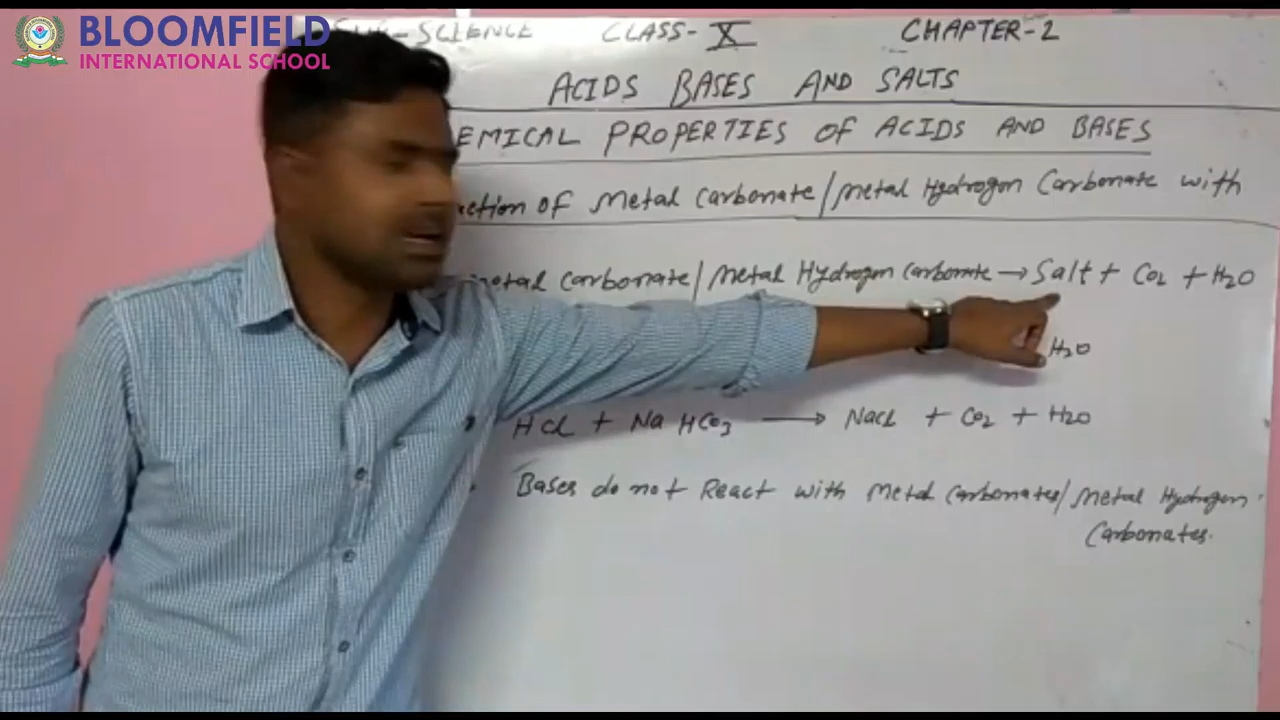 BLOOMFIELD
INTERNATIONAL SCHOOL
SCIENCE CLASS-X CHAPTER-2
ACIDS BASES AND SALTS
EMICAL PROPERTIES OF ACIDS AND BASES
ction OF Metal Carbonate/Metal Hydrogen Carbonate with
metal Carbonate/Metal Hydrogen Carbonate → Salt + CO2 + H2O
H2O
HCl + NaHCO3 → NaCl + CO2 + H2O
Bases do not React with Metal Carbonates/Metal Hydrogen
Carbonates.